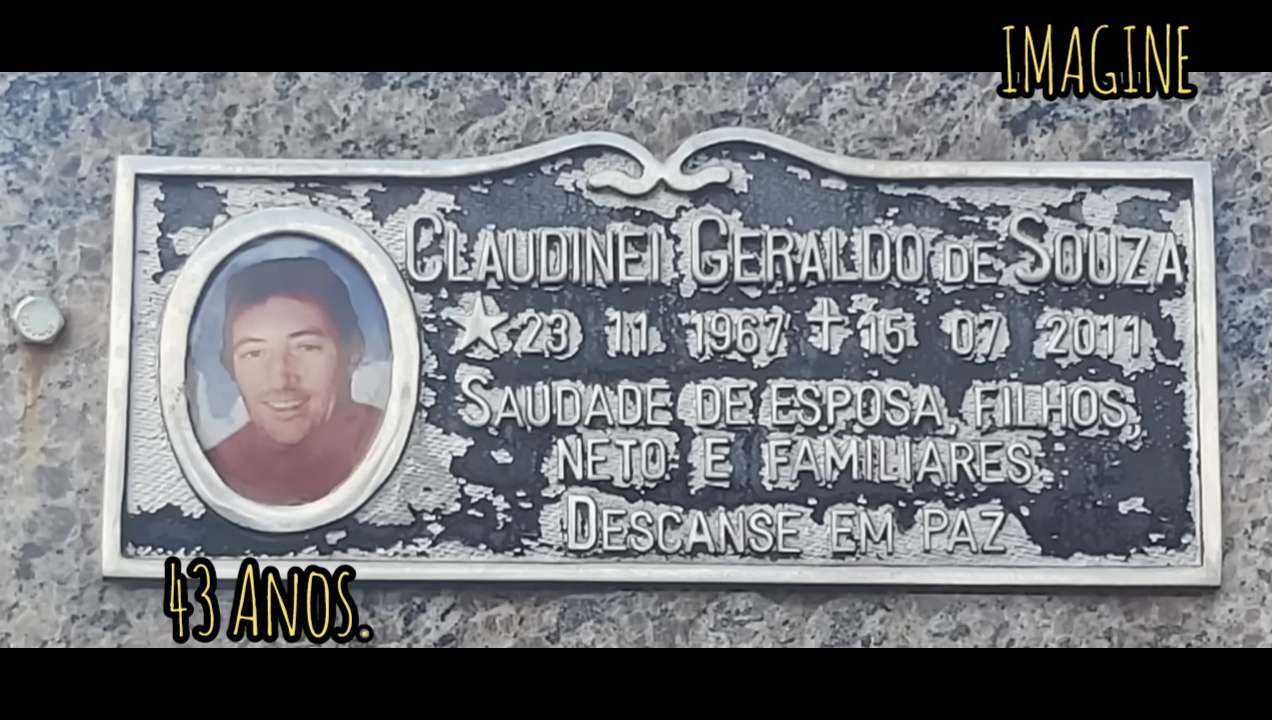 IMAGINE
CLAUDINEI GERALDO DE SOUZA
★ 23 11 1967 ✝ 15 07 2011
SAUDADE DE ESPOSA, FILHOS,
NETO E FAMILIARES
DESCANSE EM PAZ
43 ANOS.